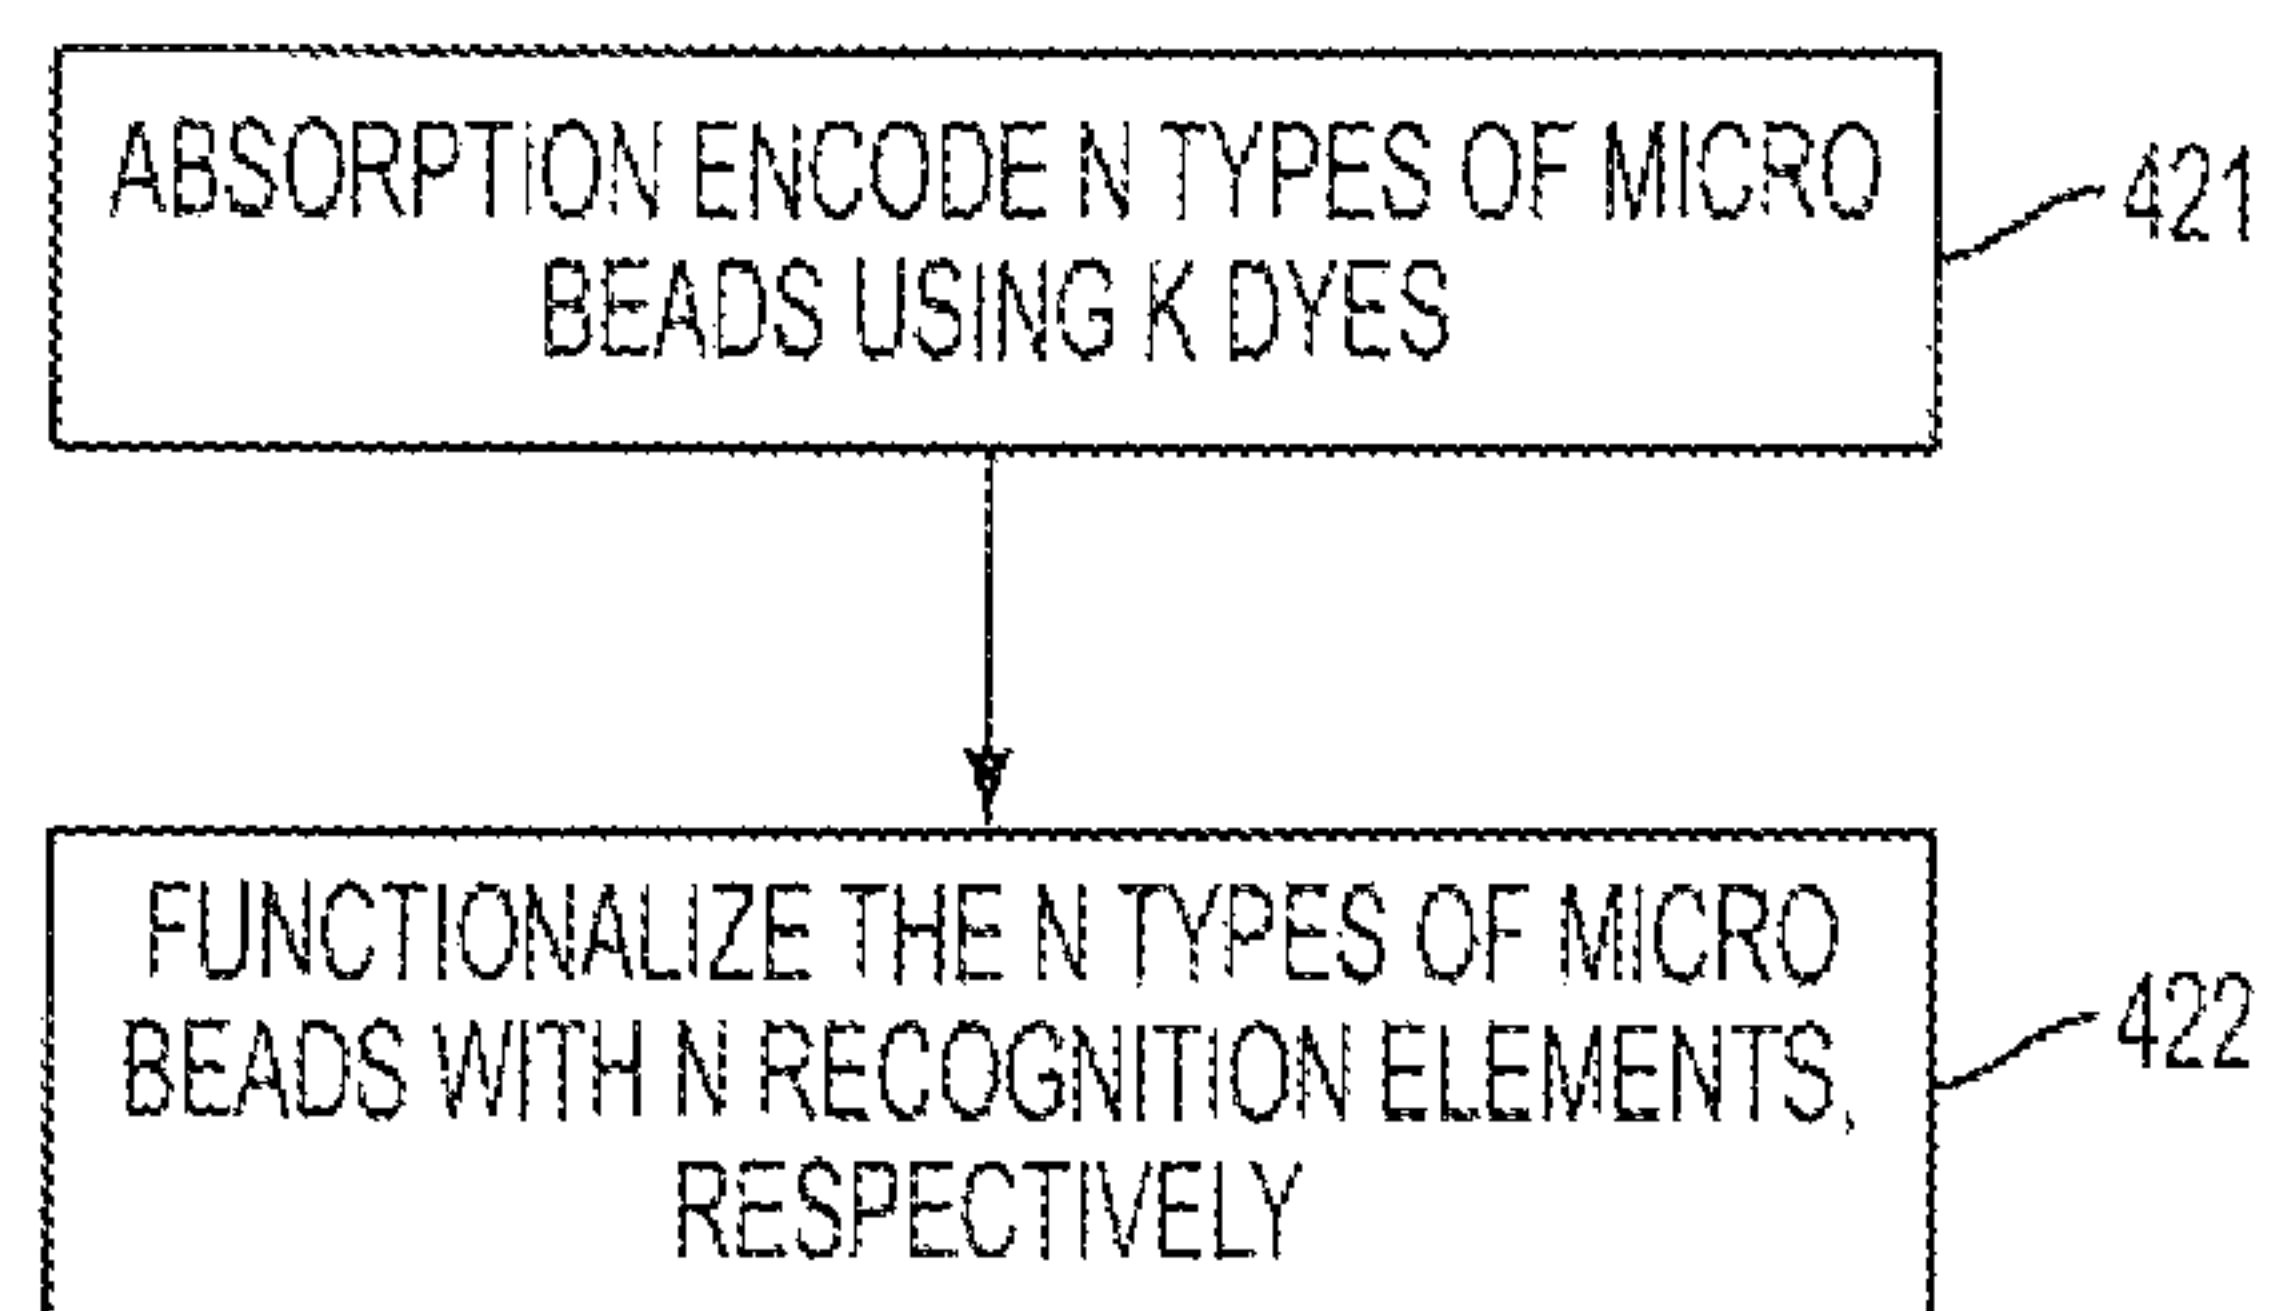 ABSORPTION ENCODE N TYPES OF MICRO
BEADS USING K DYES
421
FUNCTIONALIZE THE N TYPES OF MICRO
BEADS WITH N RECOGNITION ELEMENTS,
RESPECTIVELY
422